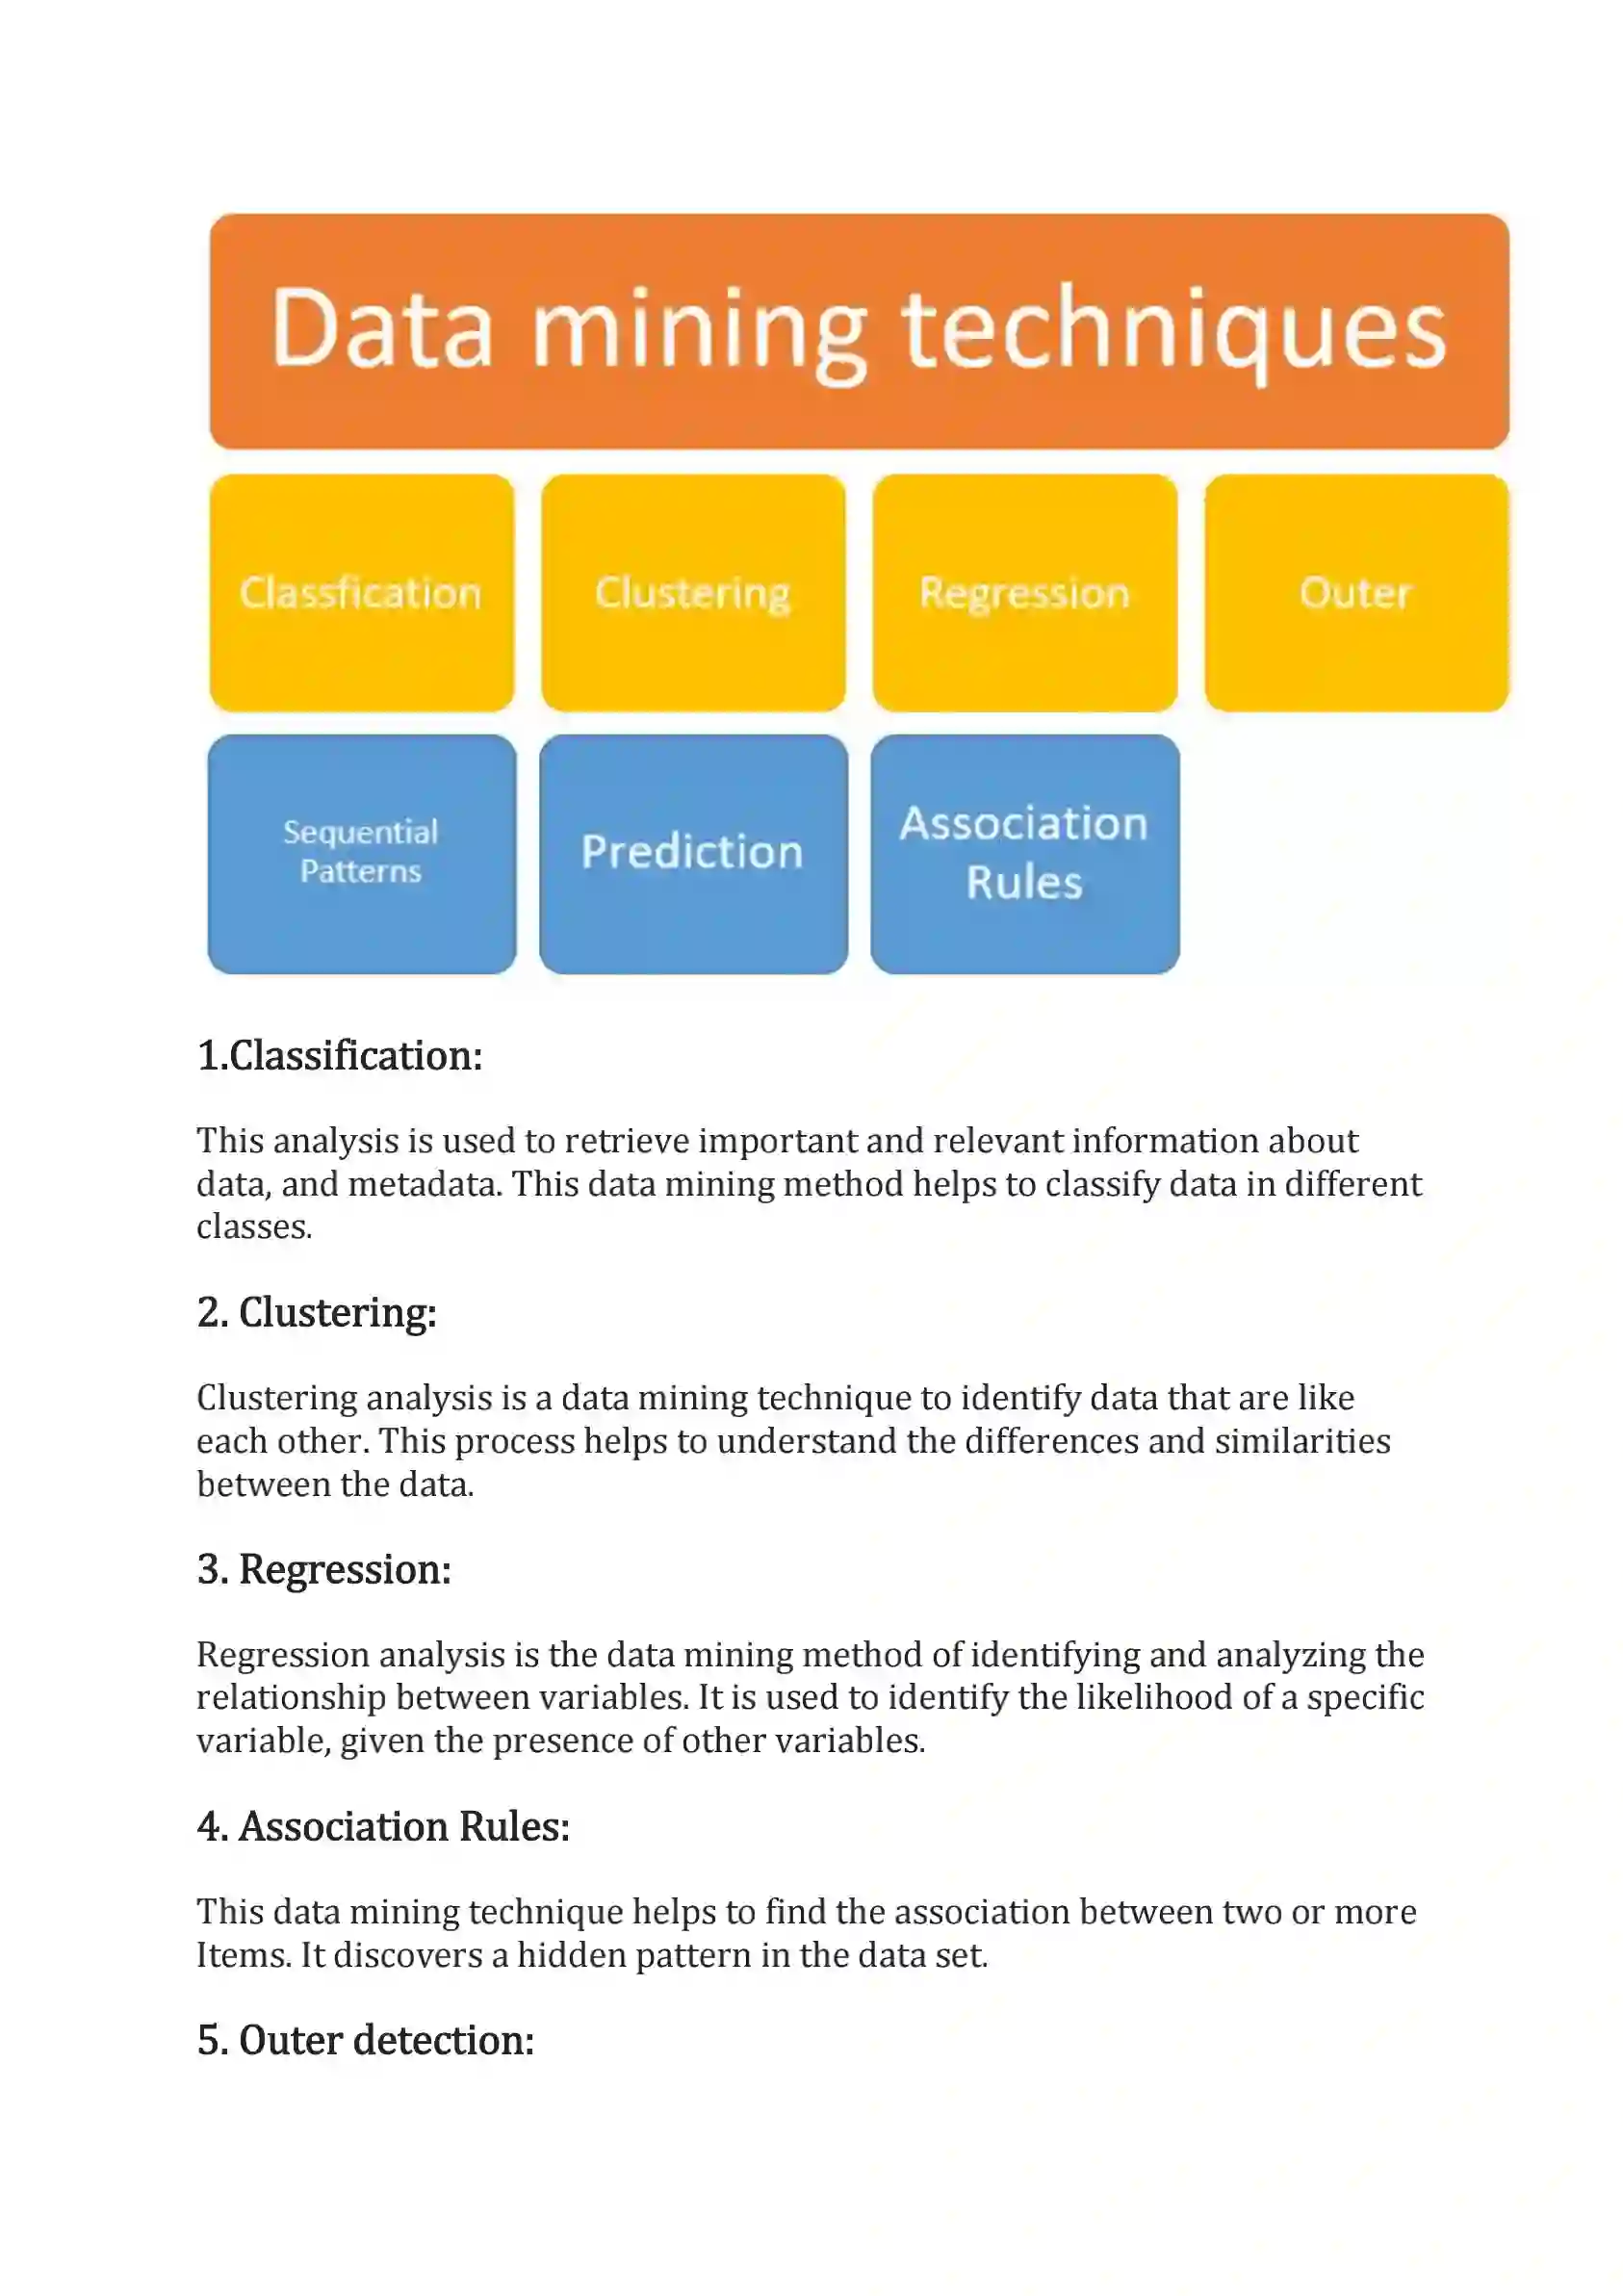 Data mining techniques
Classfication
Clustering
Regression
Outer
Sequential
Patterns
Prediction
Association
Rules
1.Classification:
This analysis is used to retrieve important and relevant information about
data, and metadata. This data mining method helps to classify data in different
classes.
2. Clustering:
Clustering analysis is a data mining technique to identify data that are like
each other. This process helps to understand the differences and similarities
between the data.
3. Regression:
Regression analysis is the data mining method of identifying and analyzing the
relationship between variables. It is used to identify the likelihood of a specific
variable, given the presence of other variables.
4. Association Rules:
This data mining technique helps to find the association between two or more
Items. It discovers a hidden pattern in the data set.
5. Outer detection: